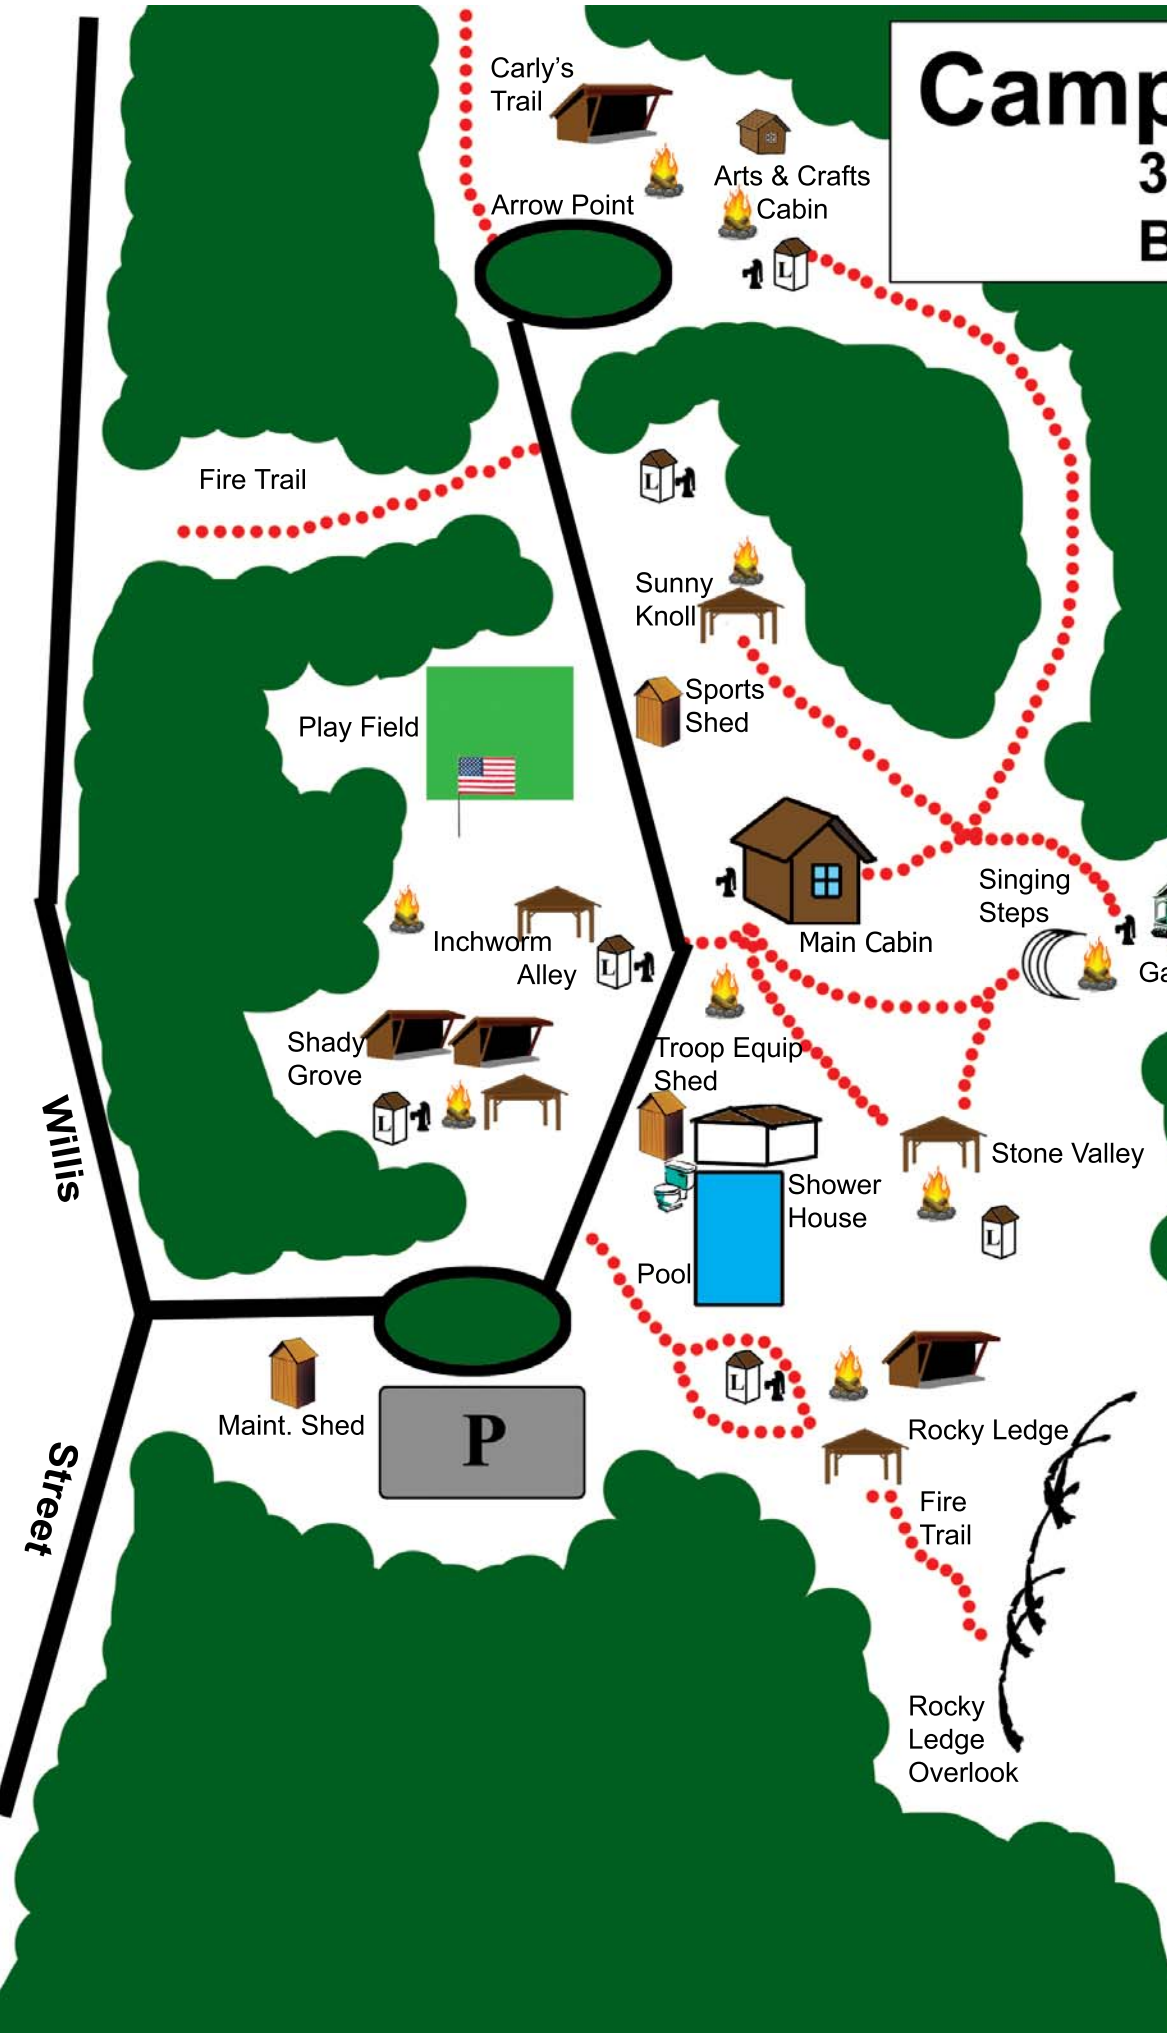 Camp
3
B
Carly's
Trail
Arts & Crafts
Cabin
Arrow Point
L
Fire Trail
L
Sunny
Knoll
Sports
Shed
Play Field
Singing
Steps
Main Cabin
Inchworm
Alley
L
Ga
Shady
Grove
Troop Equip
Shed
L
Stone Valley
Willis
Shower
House
L
Pool
L
Maint. Shed
P
Rocky Ledge
Street
Fire
Trail
Rocky
Ledge
Overlook